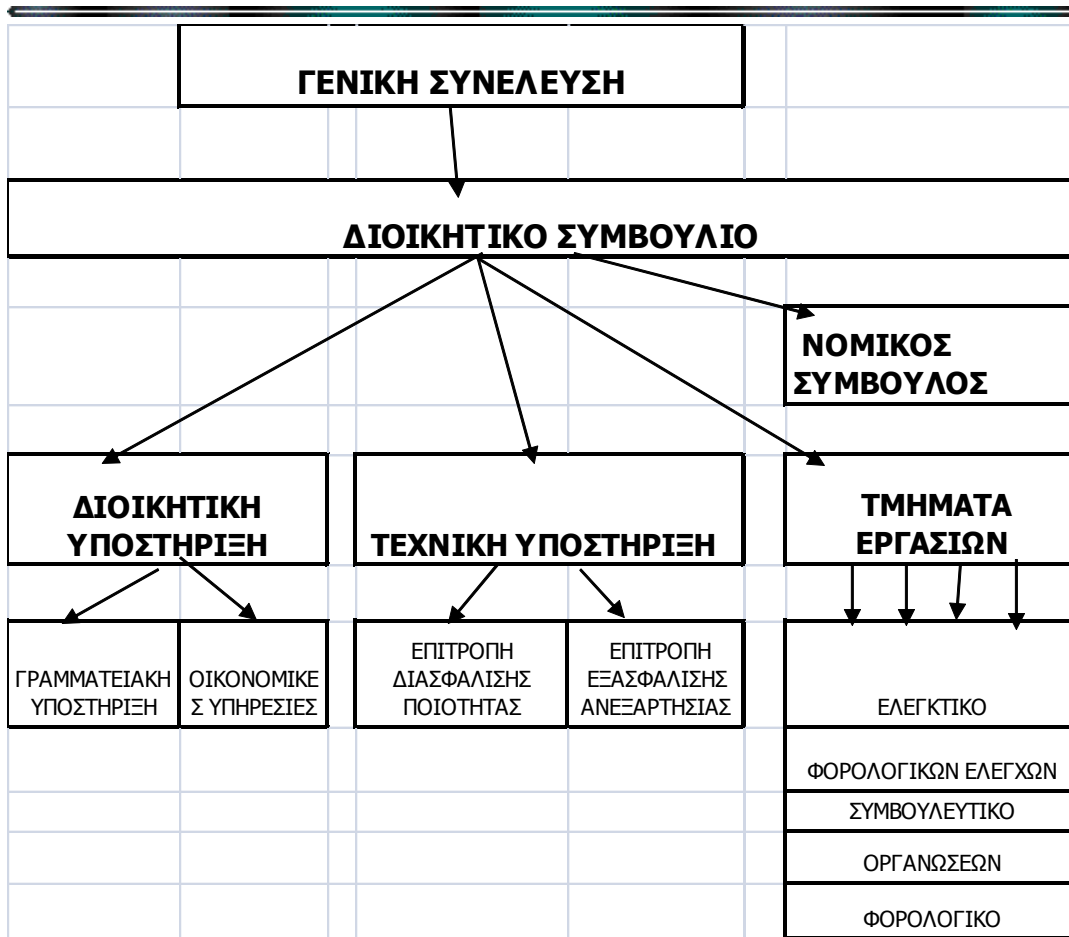 ΓΕΝΙΚΗ ΣΥΝΕΛΕΥΣΗ
ΔΙΟΙΚΗΤΙΚΟ ΣΥΜΒΟΥΛΙΟ
ΝΟΜΙΚΟΣ
ΣΥΜΒΟΥΛΟΣ
ΔΙΟΙΚΗΤΙΚΗ
ΥΠΟΣΤΗΡΙΞΗ
ΤΕΧΝΙΚΗ ΥΠΟΣΤΗΡΙΞΗ
ΤΜΗΜΑΤΑ
ΕΡΓΑΣΙΩΝ
ΓΡΑΜΜΑΤΕΙΑΚΗ
ΥΠΟΣΤΗΡΙΞΗ
ΟΙΚΟΝΟΜΙΚΕ
Σ ΥΠΗΡΕΣΙΕΣ
ΕΠΙΤΡΟΠΗ
ΔΙΑΣΦΑΛΙΣΗΣ
ΠΟΙΟΤΗΤΑΣ
ΕΠΙΤΡΟΠΗ
ΕΞΑΣΦΑΛΙΣΗΣ
ΑΝΕΞΑΡΤΗΣΙΑΣ
ΕΛΕΓΚΤΙΚΟ
ΦΟΡΟΛΟΓΙΚΩΝ ΕΛΕΓΧΩΝ
ΣΥΜΒΟΥΛΕΥΤΙΚΟ
ΟΡΓΑΝΩΣΕΩΝ
ΦΟΡΟΛΟΓΙΚΟ